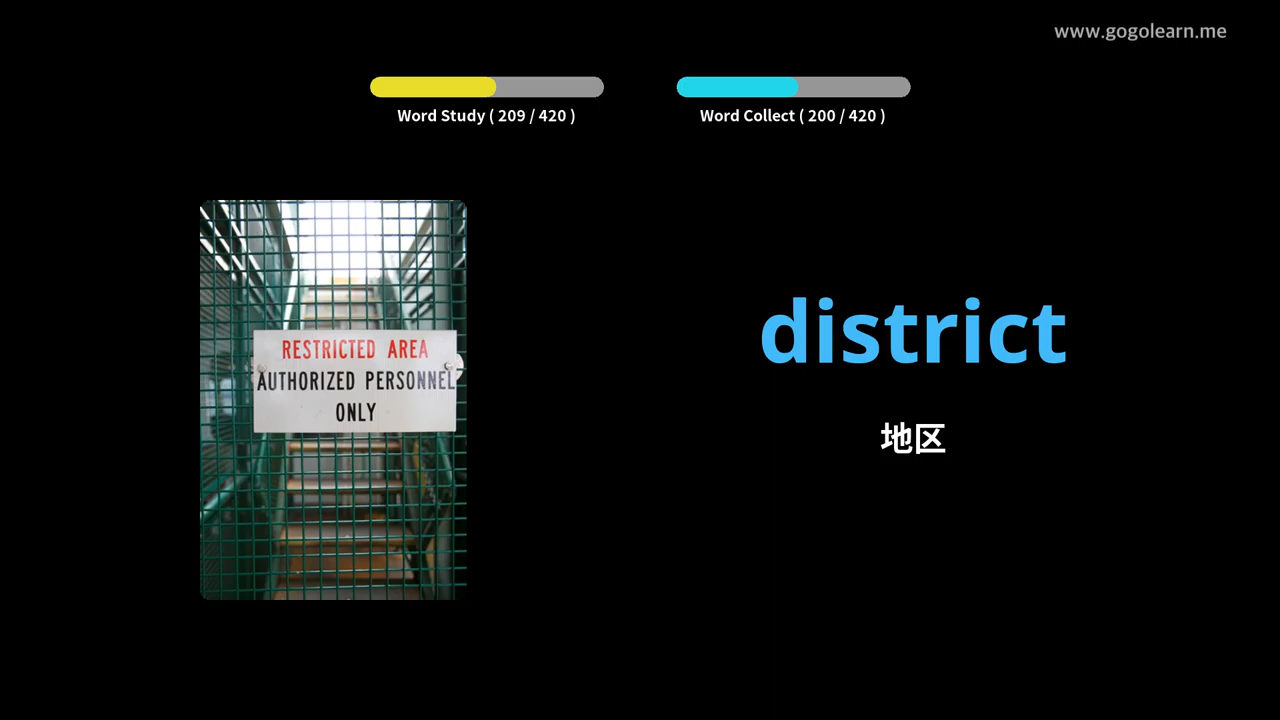 www.gogolearn.me
Word Study ( 209 / 420 )
Word Collect ( 200 / 420 )
RESTRICTED AREA
AUTHORIZED PERSONNEL
ONLY
district
地区